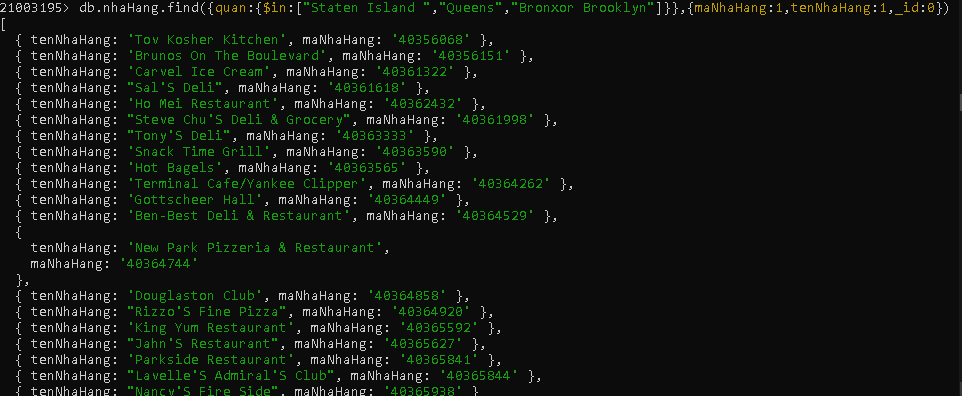 21003195> db.nhaHang.find({quan:{$in:["Staten Island ","Queens","Bronxor Brooklyn"]}},{maNhaHang:1,tenNhaHang:1,_id:0})
[
  { tenNhaHang: 'Tov Kosher Kitchen', maNhaHang: '40356068' },
  { tenNhaHang: 'Brunos On The Boulevard', maNhaHang: '40356151' },
  { tenNhaHang: 'Carvel Ice Cream', maNhaHang: '40361322' },
  { tenNhaHang: "Sal'S Deli", maNhaHang: '40361618' },
  { tenNhaHang: 'Ho Mei Restaurant', maNhaHang: '40362432' },
  { tenNhaHang: "Steve Chu'S Deli & Grocery", maNhaHang: '40361998' },
  { tenNhaHang: "Tony'S Deli", maNhaHang: '40363333' },
  { tenNhaHang: 'Snack Time Grill', maNhaHang: '40363590' },
  { tenNhaHang: 'Hot Bagels', maNhaHang: '40363565' },
  { tenNhaHang: 'Terminal Cafe/Yankee Clipper', maNhaHang: '40364262' },
  { tenNhaHang: 'Gottscheer Hall', maNhaHang: '40364449' },
  { tenNhaHang: 'Ben-Best Deli & Restaurant', maNhaHang: '40364529' },
  {
    tenNhaHang: 'New Park Pizzeria & Restaurant',
    maNhaHang: '40364744'
  },
  { tenNhaHang: 'Douglaston Club', maNhaHang: '40364858' },
  { tenNhaHang: "Rizzo'S Fine Pizza", maNhaHang: '40364920' },
  { tenNhaHang: 'King Yum Restaurant', maNhaHang: '40365592' },
  { tenNhaHang: "Jahn'S Restaurant", maNhaHang: '40365627' },
  { tenNhaHang: 'Parkside Restaurant', maNhaHang: '40365841' },
  { tenNhaHang: "Lavelle'S Admiral'S Club", maNhaHang: '40365844' },
  { tenNhaHang: "Nancy'S Fire Side", maNhaHang: '40365938' }